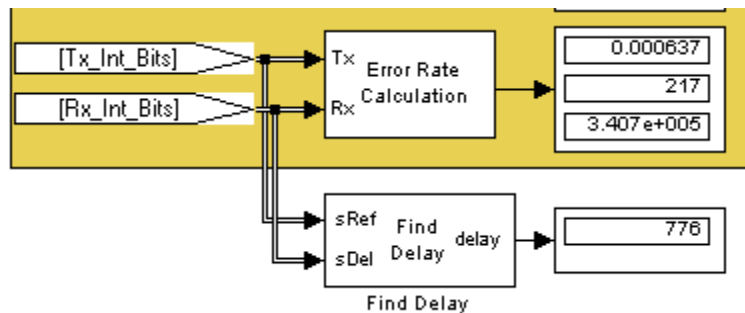 [Tx_Int_Bits]
[Rx_Int_Bits]
Tx
Rx
Error Rate
Calculation
0.000637
217
3.407e+005
sRef
sDel
Find
Delay
delay
776
Find Delay